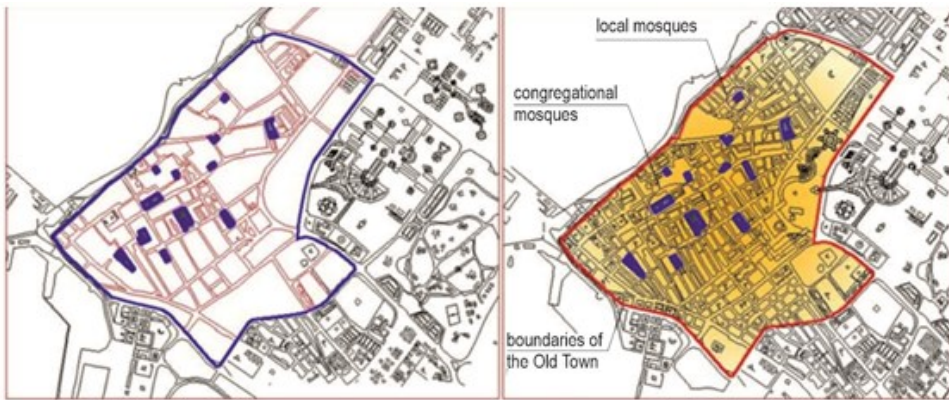 local mosques
congregational
mosques
boundaries of
the Old Town